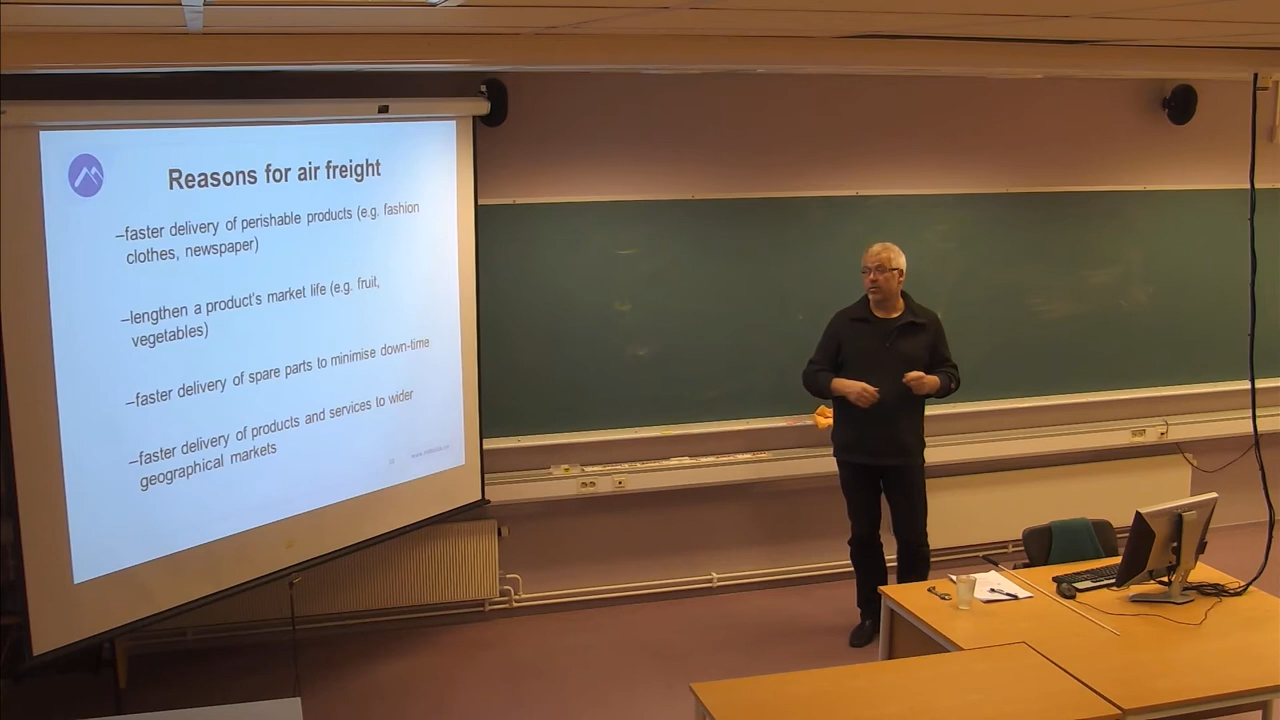 Reasons for air freight
–faster delivery of perishable products (e.g. fashion
clothes, newspaper)
–lengthen a product's market life (e.g. fruit,
vegetables)
–faster delivery of spare parts to minimise down-time
–faster delivery of products and services to wider
geographical markets